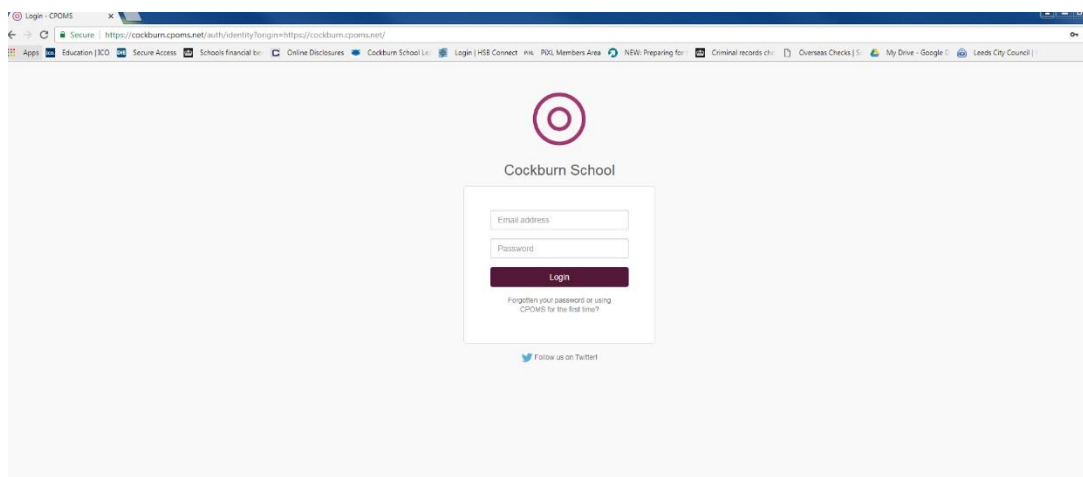 Login - CPOMS
Secure | https://cockburn.cpoms.net/auth/identity?origin=https://cockburn.cpoms.net/
Apps Education | ICO Secure Access Schools financial be Online Disclosures Cockburn School Le Login | HSB Connect PiXL Members Area NEW: Preparing for Criminal records che Overseas Checks | S My Drive - Google D Leeds City Council |
Cockburn School
Email address
Password
Login
Forgotten your password or using
CPOMS for the first time?
Follow us on Twitter!